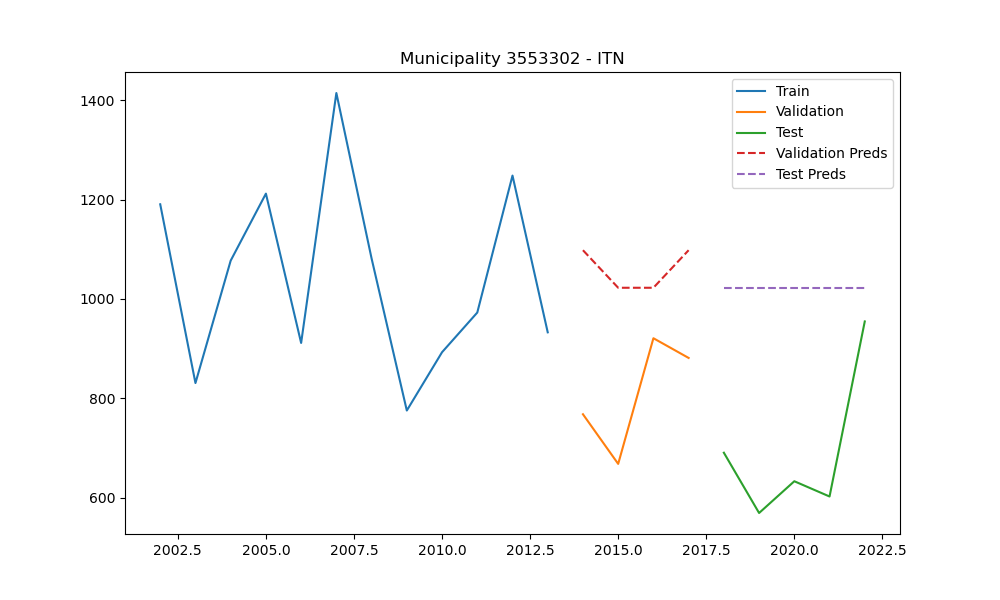 Municipality 3553302 - ITN
Train
Validation
Test
Validation Preds
Test Preds
1400
1200
1000
800
600
2002.5 2005.0 2007.5 2010.0 2012.5 2015.0 2017.5 2020.0 2022.5